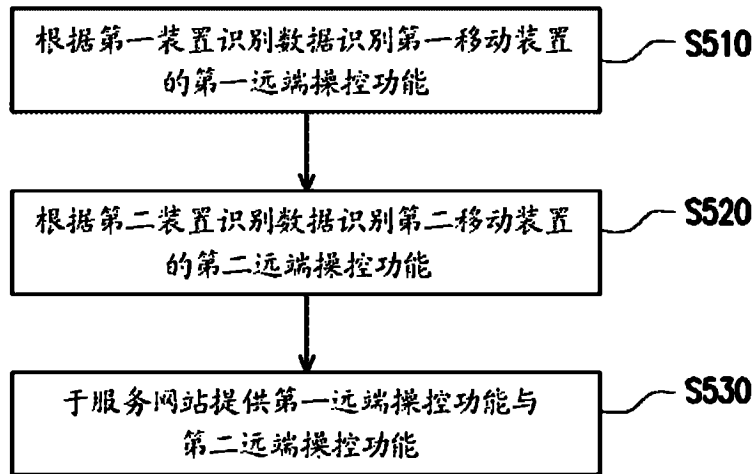 根据第一装置识别数据识别第一移动装置
的第一远端操控功能
S510
根据第二装置识别数据识别第二移动装置
的第二远端操控功能
S520
于服务网站提供第一远端操控功能与
第二远端操控功能
S530